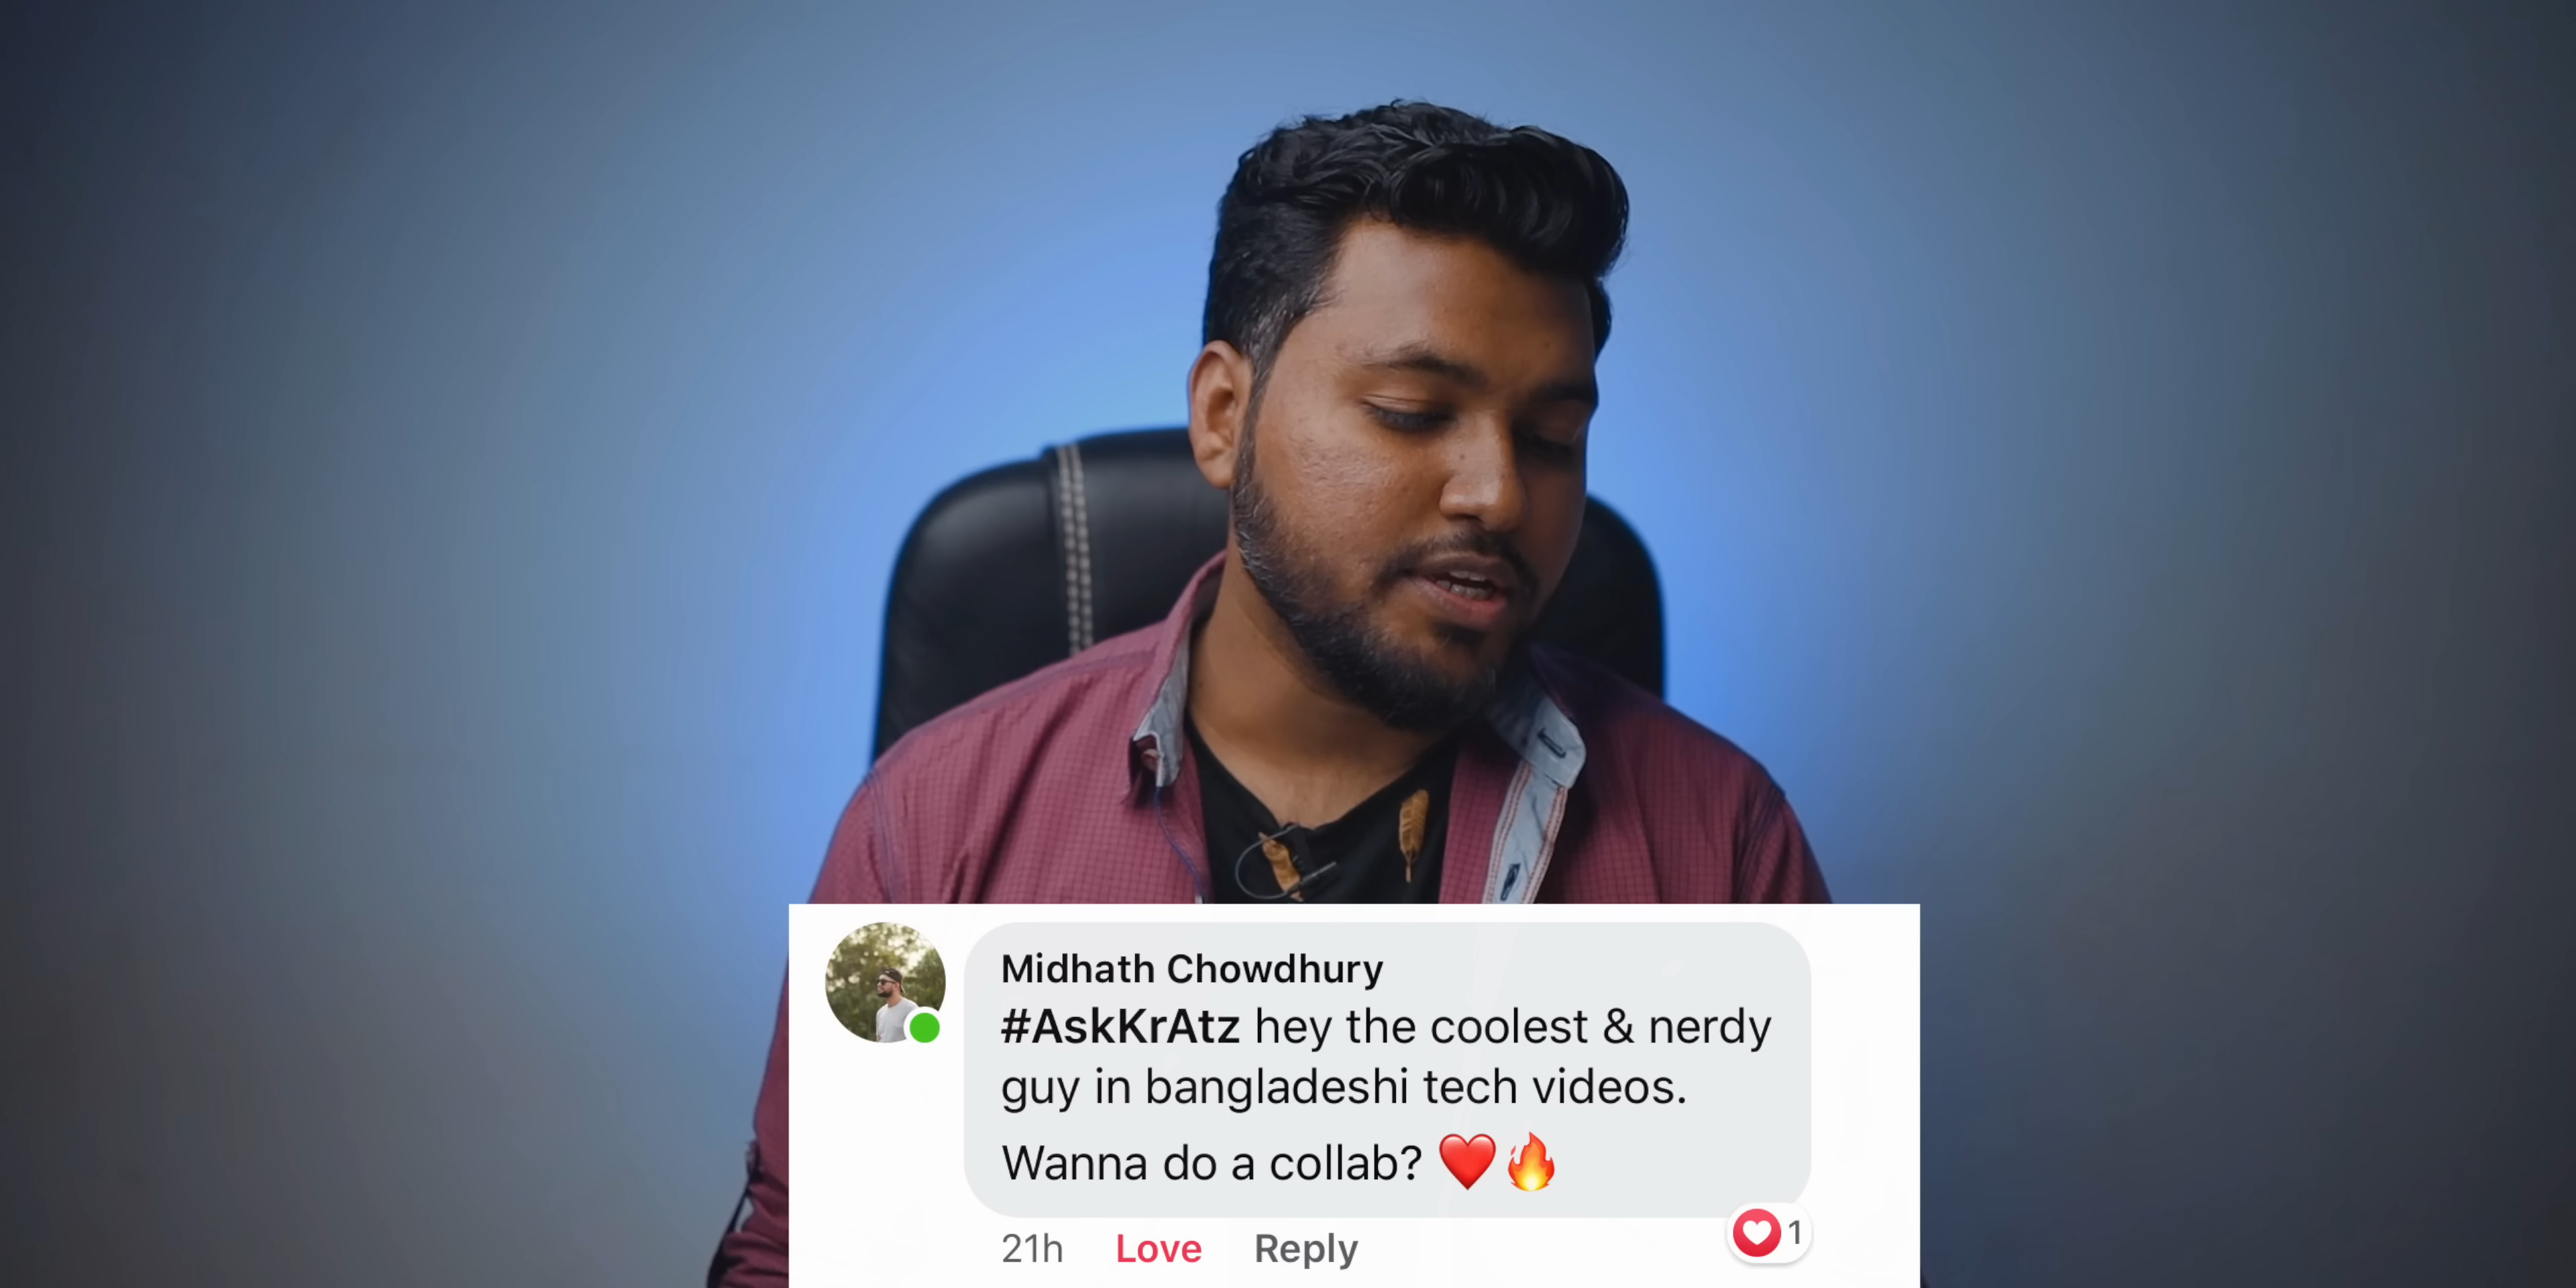 Midhath Chowdhury
#AskKrAtz hey the coolest & nerdy
guy in bangladeshi tech videos.
Wanna do a collab? ❤️🔥
21h Love Reply
1